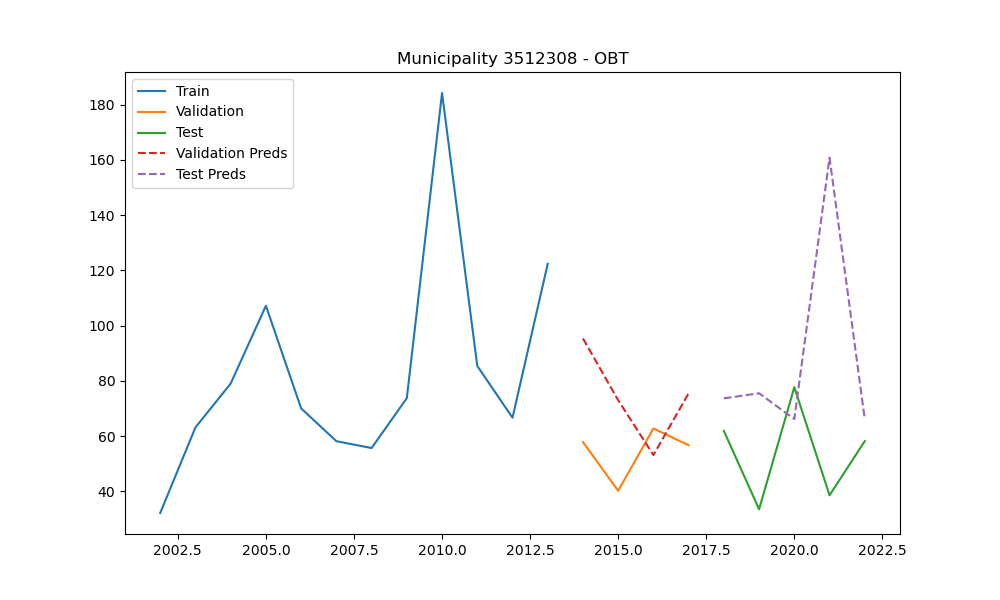 Municipality 3512308 - OBT
Train
Validation
Test
Validation Preds
Test Preds
180
160
140
120
100
80
60
40
2002.5 2005.0 2007.5 2010.0 2012.5 2015.0 2017.5 2020.0 2022.5